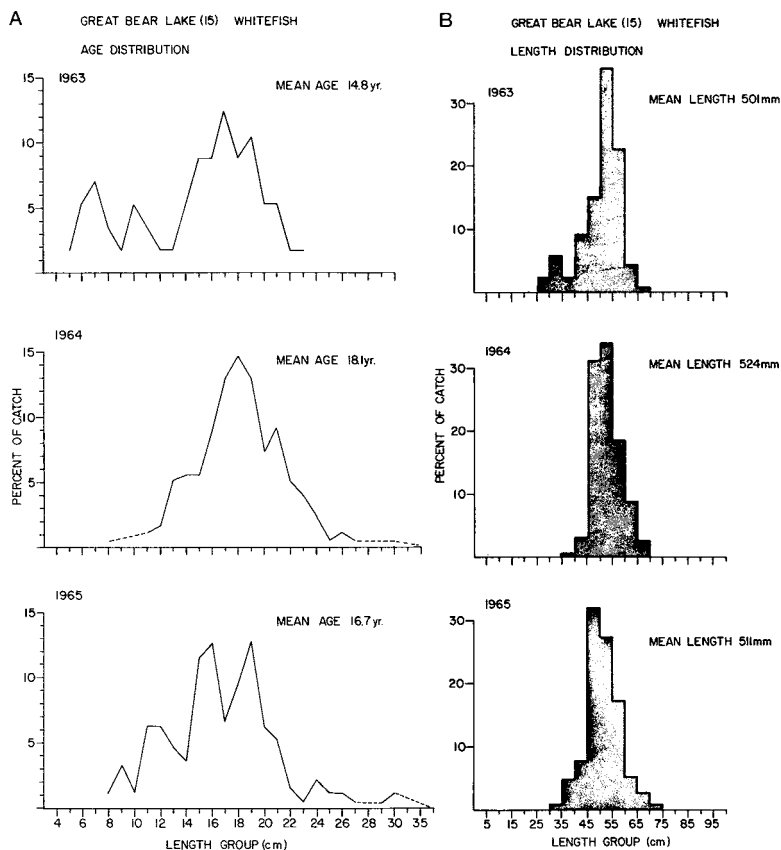 A
GREAT BEAR LAKE (15) WHITEFISH
AGE DISTRIBUTION
1963
MEAN AGE 14.8 yr.
15
10
5
1964
MEAN AGE 18.1 yr.
15
10
5
PERCENT OF CATCH
1965
MEAN AGE 16.7 yr.
15
10
5
0
4 6 8 10 12 14 16 18 20 22 24 26 30 36
LENGTH GROUP (cm)
B
GREAT BEAR LAKE (15) WHITEFISH
LENGTH DISTRIBUTION
1963
MEAN LENGTH 501mm
30
20
10
1964
MEAN LENGTH 524mm
30
20
10
PERCENT OF CATCH
1965
MEAN LENGTH 511mm
30
20
10
5 15 25 35 45 55 65 75 85 95
LENGTH GROUP (cm)